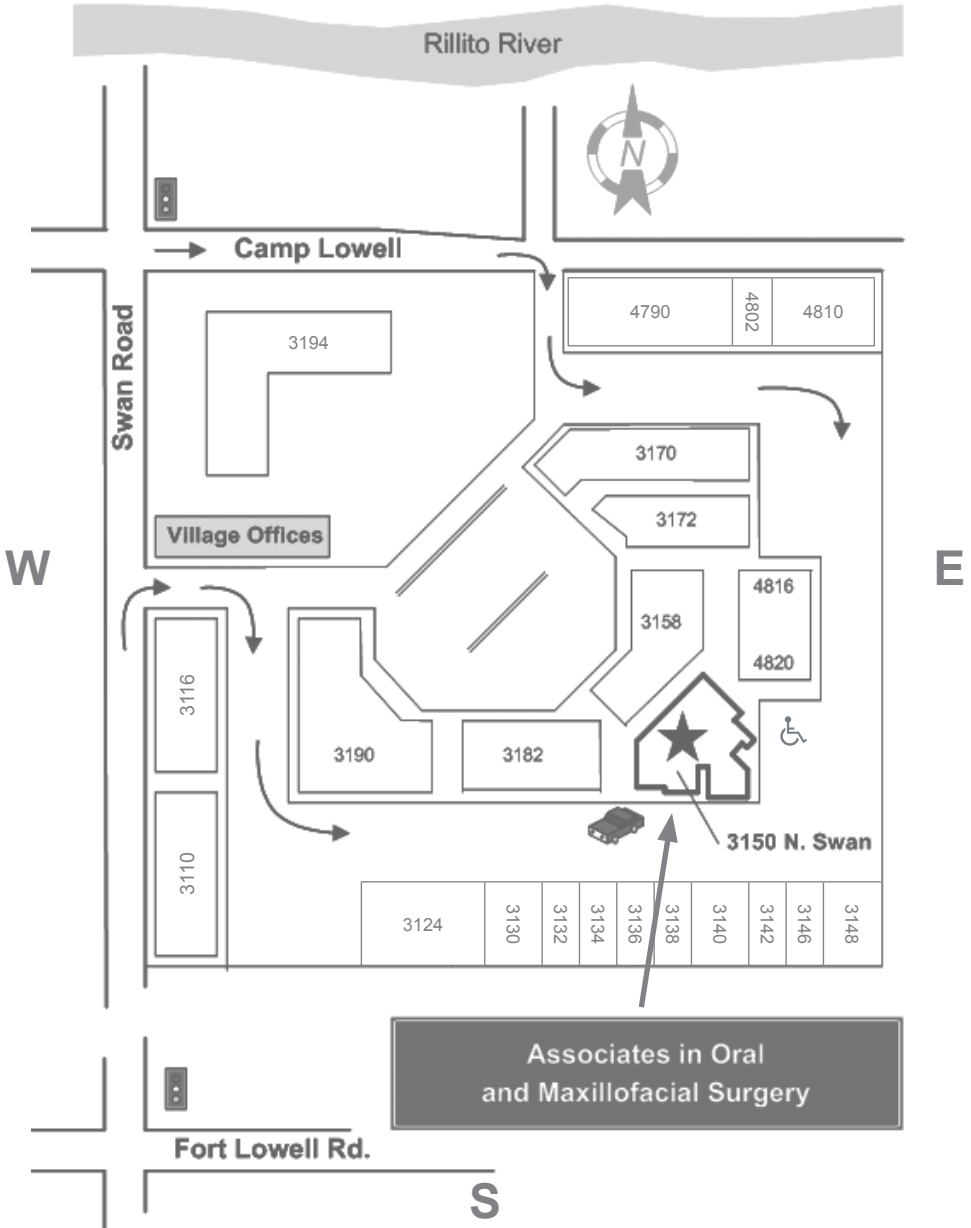 Rillito River
N
Camp Lowell
Swan Road
4790
4802
4810
3194
3170
3172
Village Offices
W
E
4816
4820
3158
3116
3190
3182
3150 N. Swan
3110
3124
3130
3132
3134
3136
3138
3140
3142
3146
3148
Associates in Oral
and Maxillofacial Surgery
Fort Lowell Rd.
S